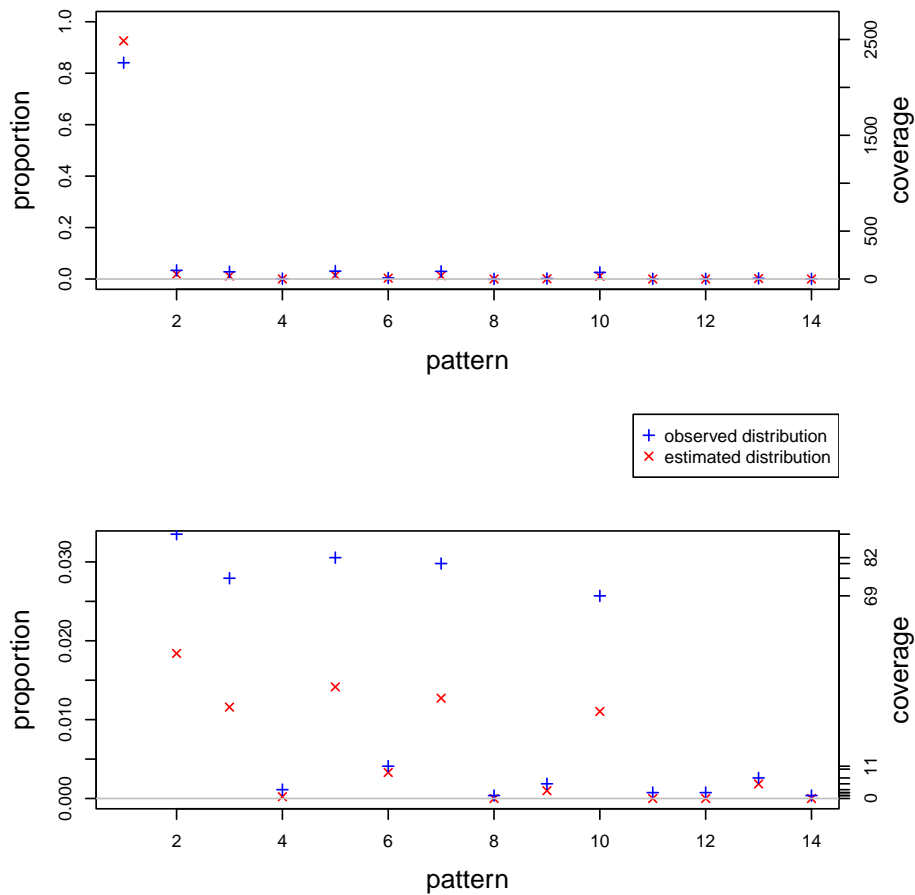 1.0
0.8
0.6
0.4
0.2
0.0
proportion
2500
1500
500
0
coverage
2 4 6 8 10 12 14
pattern
observed distribution
estimated distribution
0.030
0.020
0.010
0.000
proportion
82
69
11
0
coverage
2 4 6 8 10 12 14
pattern